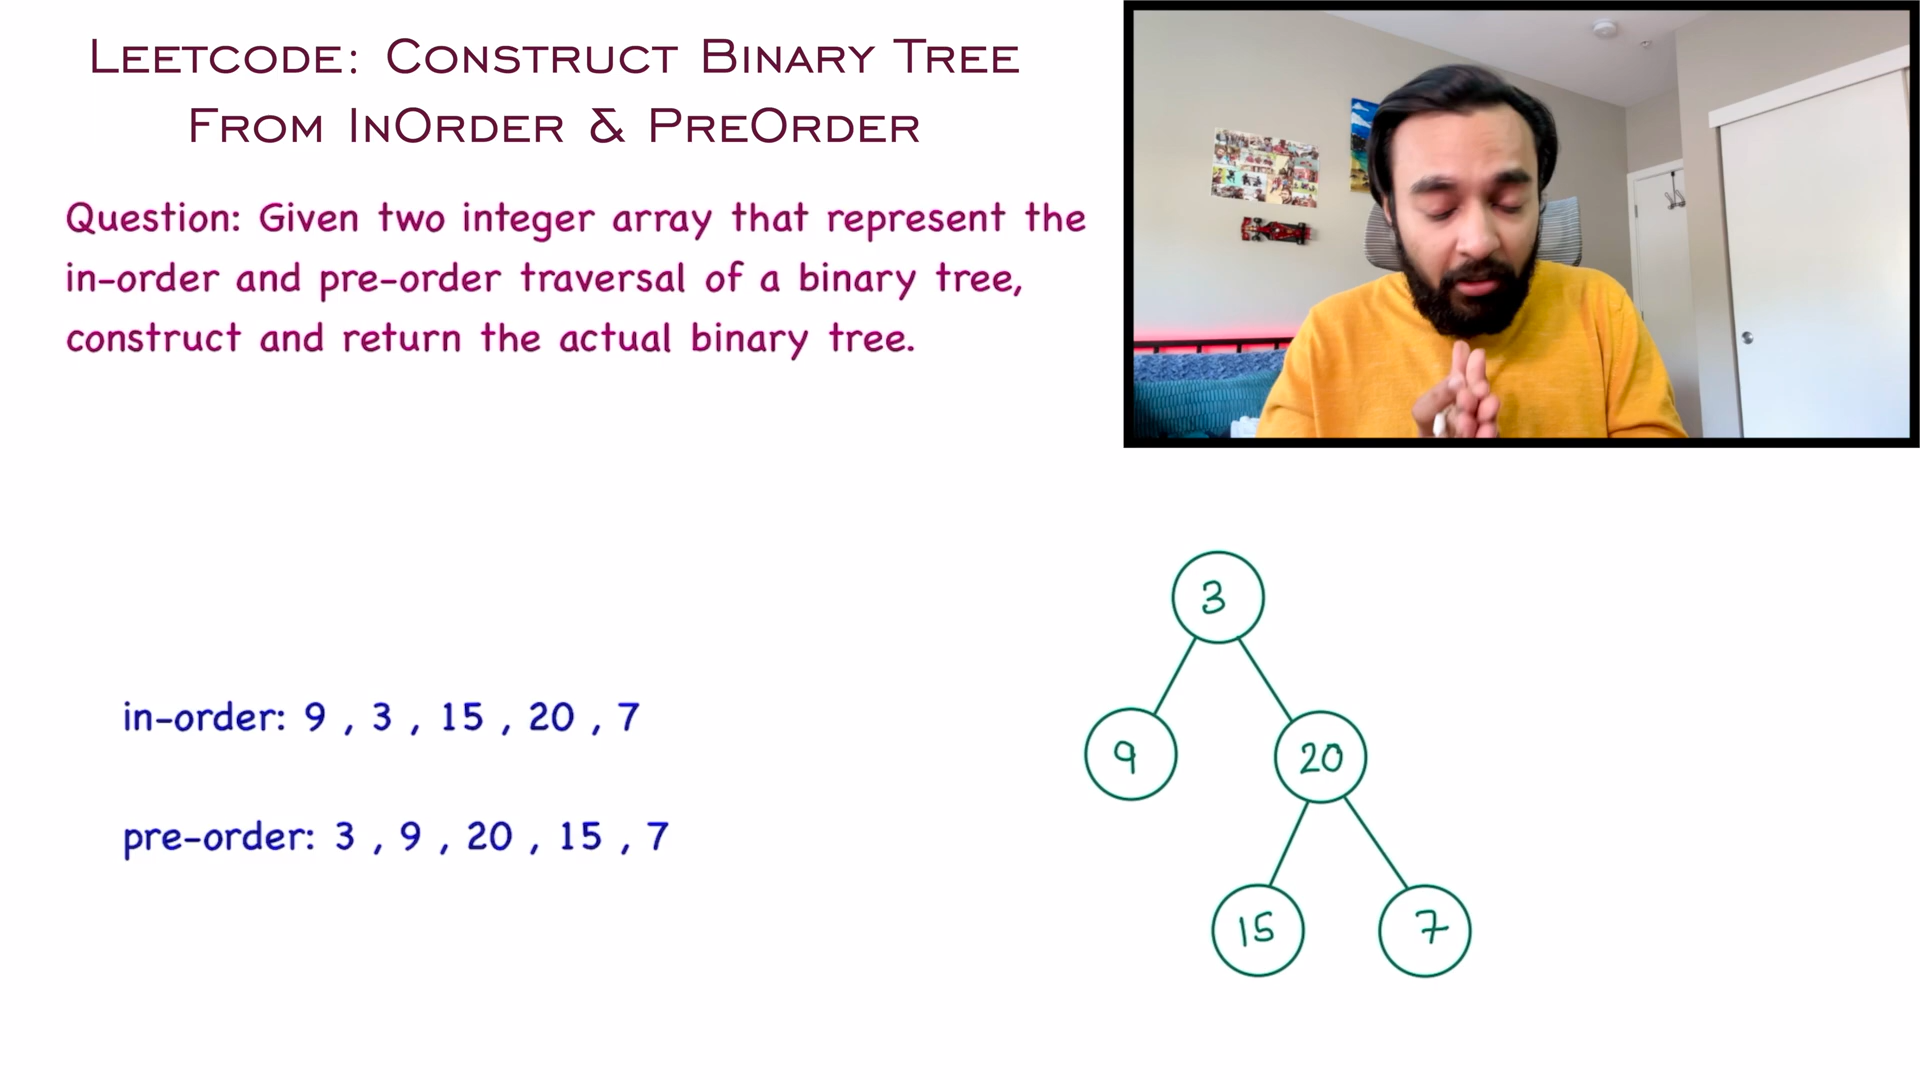 LEETCODE: CONSTRUCT BINARY TREE
FROM INORDER & PREORDER
Question: Given two integer array that represent the
in-order and pre-order traversal of a binary tree,
construct and return the actual binary tree.
in-order: 9 , 3 , 15 , 20 , 7
pre-order: 3 , 9 , 20 , 15 , 7
3
9
20
15
7